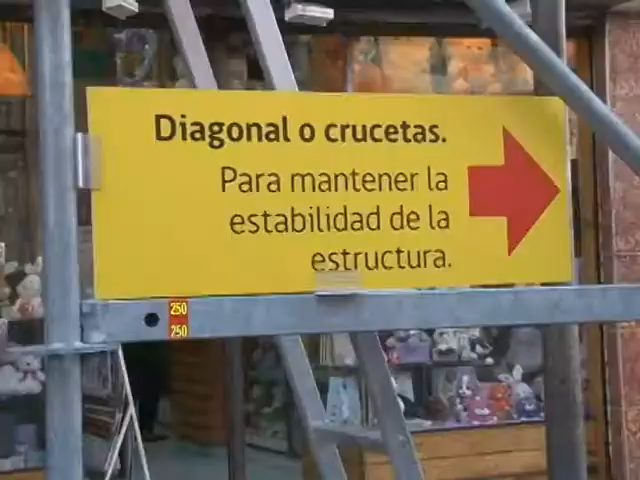 Diagonal o crucetas.
Para mantener la
estabilidad de la
estructura.
250
250